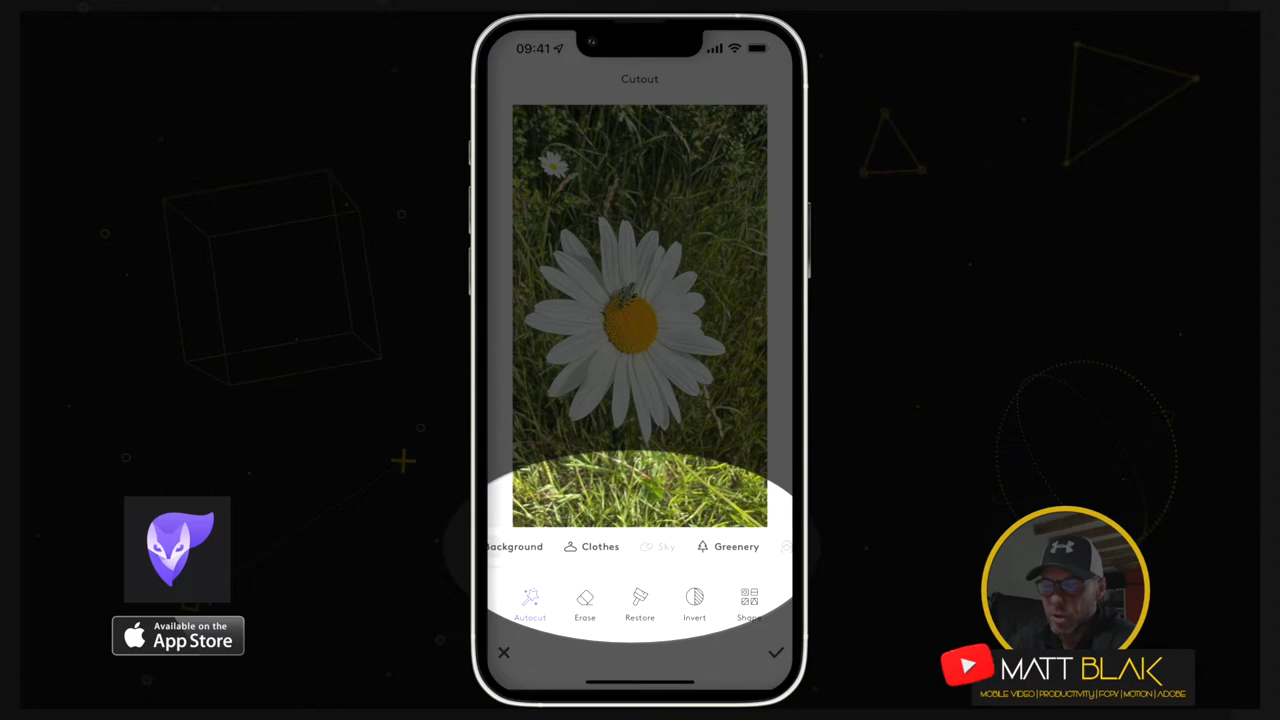 09:41
Cutout
Background
Clothes
Sky
Greenery
Autocut
Erase
Restore
Invert
Shape
Available on the
App Store
MATT BLAK
MOBILE VIDEO | PRODUCTIVITY | FCPX | MOTION | ADOBE